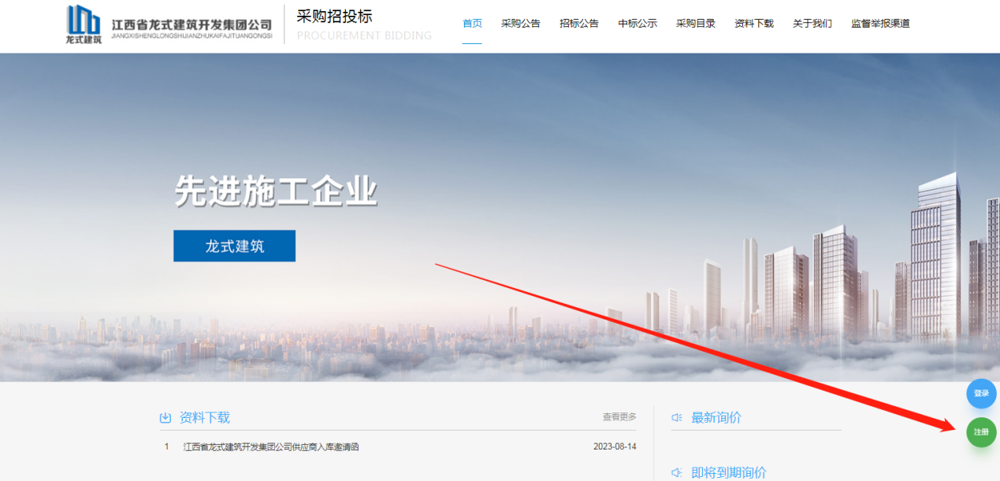 龙式建筑
江西省龙式建筑开发集团公司
JIANGXISHENGLONGSHIJIANZHUKAIFAJITUANGONGSI
采购招投标
PROCUREMENT BIDDING
首页 采购公告 招标公告 中标公示 采购目录 资料下载 关于我们 监督举报渠道
先进施工企业
龙式建筑
登录
注册
资料下载 查看更多
1 江西省龙式建筑开发集团公司供应商入库邀请函 2023-08-14
最新询价
即将到期询价